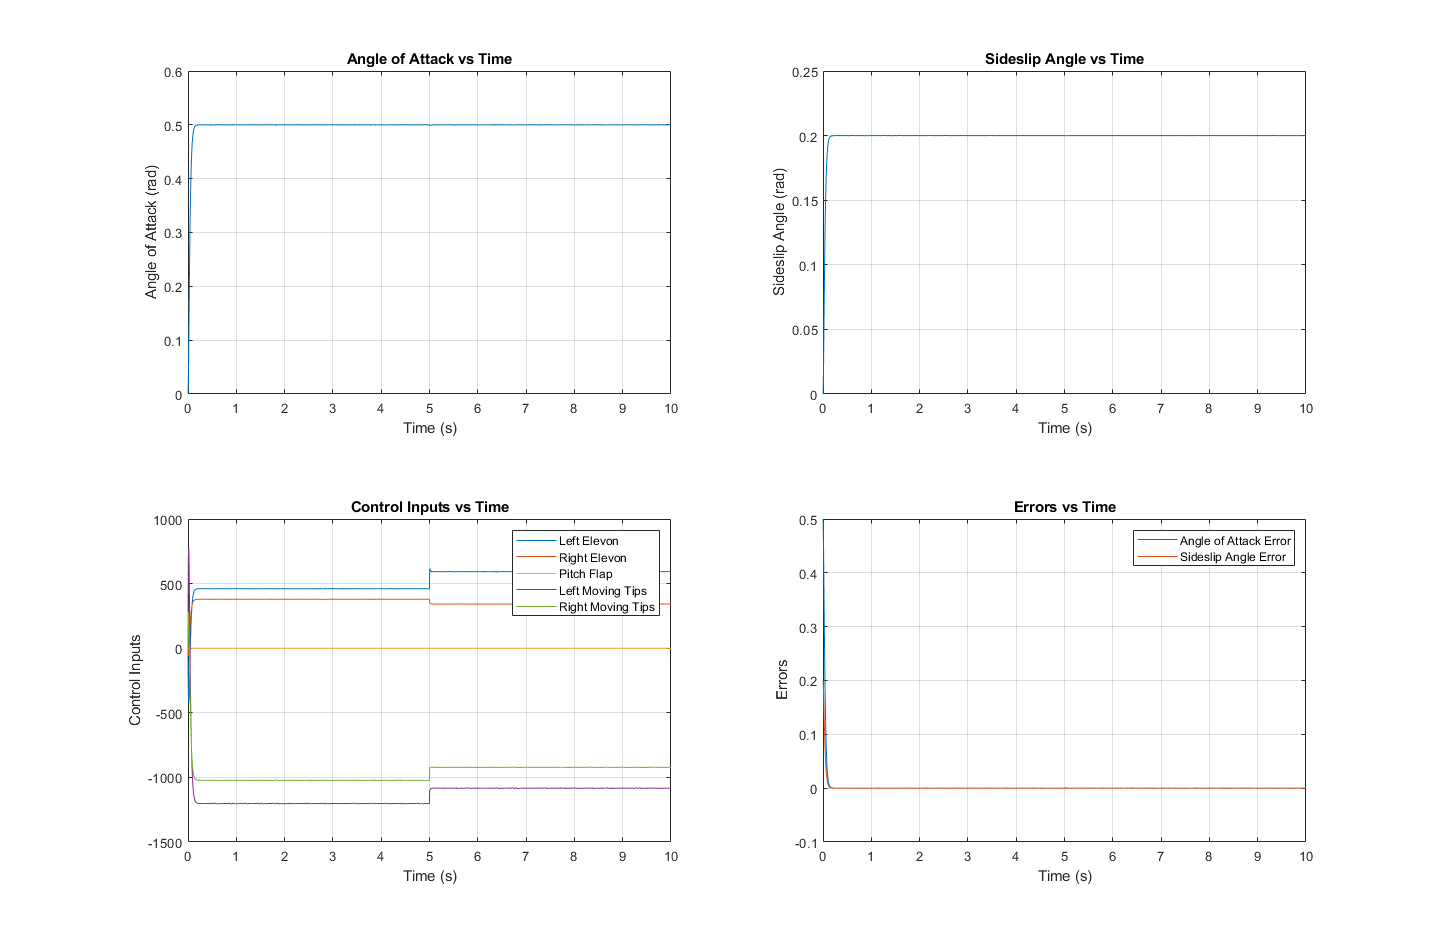 Angle of Attack vs Time
0.6
0.5
0.4
0.3
0.2
0.1
0
Angle of Attack (rad)
0 1 2 3 4 5 6 7 8 9 10
Time (s)
Sideslip Angle vs Time
0.25
0.2
0.15
0.1
0.05
0
Sideslip Angle (rad)
0 1 2 3 4 5 6 7 8 9 10
Time (s)
Control Inputs vs Time
1000
500
0
-500
-1000
-1500
Control Inputs
Left Elevon
Right Elevon
Pitch Flap
Left Moving Tips
Right Moving Tips
0 1 2 3 4 5 6 7 8 9 10
Time (s)
Errors vs Time
0.5
0.4
0.3
0.2
0.1
0
-0.1
Errors
Angle of Attack Error
Sideslip Angle Error
0 1 2 3 4 5 6 7 8 9 10
Time (s)